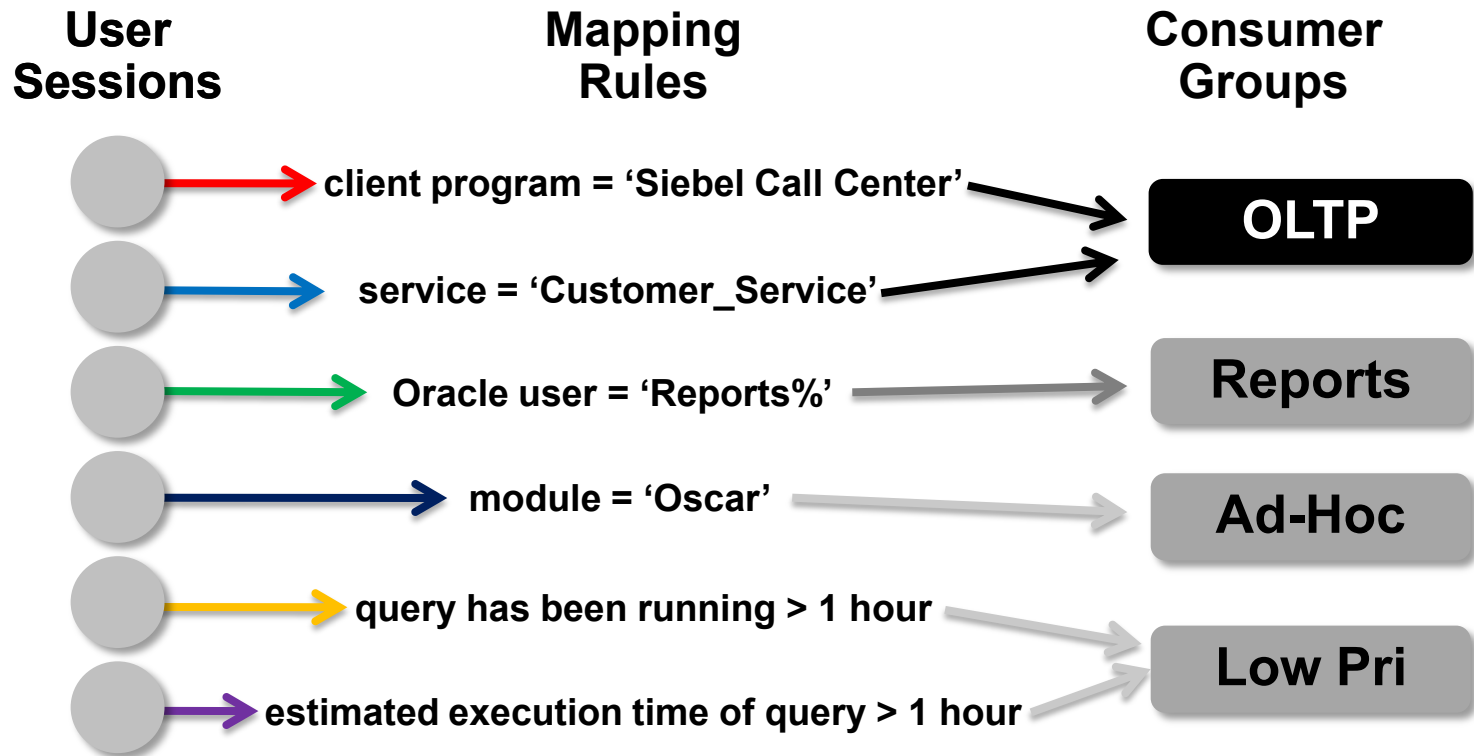 User
Sessions
Mapping
Rules
Consumer
Groups
client program = ‘Siebel Call Center’
OLTP
service = ‘Customer_Service’
Oracle user = ‘Reports%’
Reports
module = ‘Oscar’
Ad-Hoc
query has been running > 1 hour
Low Pri
estimated execution time of query > 1 hour